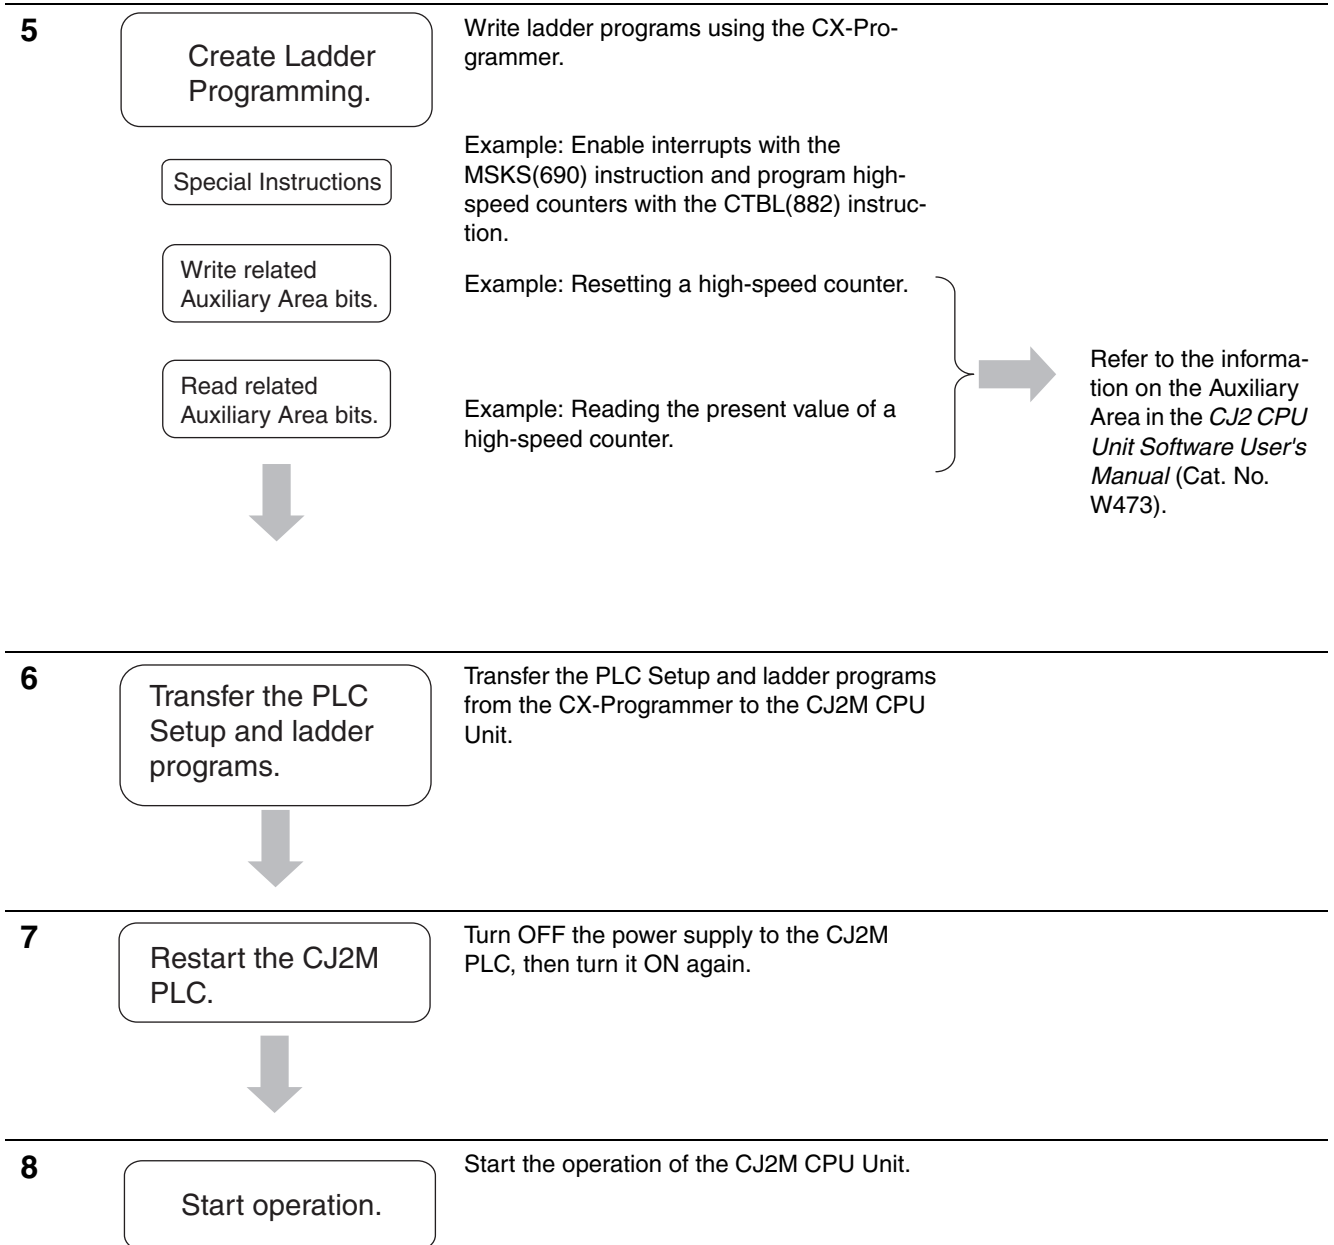 5
Create Ladder
Programming.
Write ladder programs using the CX-Pro-
grammer.
Special Instructions
Example: Enable interrupts with the
MSKS(690) instruction and program high-
speed counters with the CTBL(882) instruc-
tion.
Write related
Auxiliary Area bits.
Example: Resetting a high-speed counter.
Read related
Auxiliary Area bits.
Example: Reading the present value of a
high-speed counter.
Refer to the informa-
tion on the Auxiliary
Area in the CJ2 CPU
Unit Software User's
Manual (Cat. No.
W473).
6
Transfer the PLC
Setup and ladder
programs.
Transfer the PLC Setup and ladder programs
from the CX-Programmer to the CJ2M CPU
Unit.
7
Restart the CJ2M
PLC.
Turn OFF the power supply to the CJ2M
PLC, then turn it ON again.
8
Start operation.
Start the operation of the CJ2M CPU Unit.